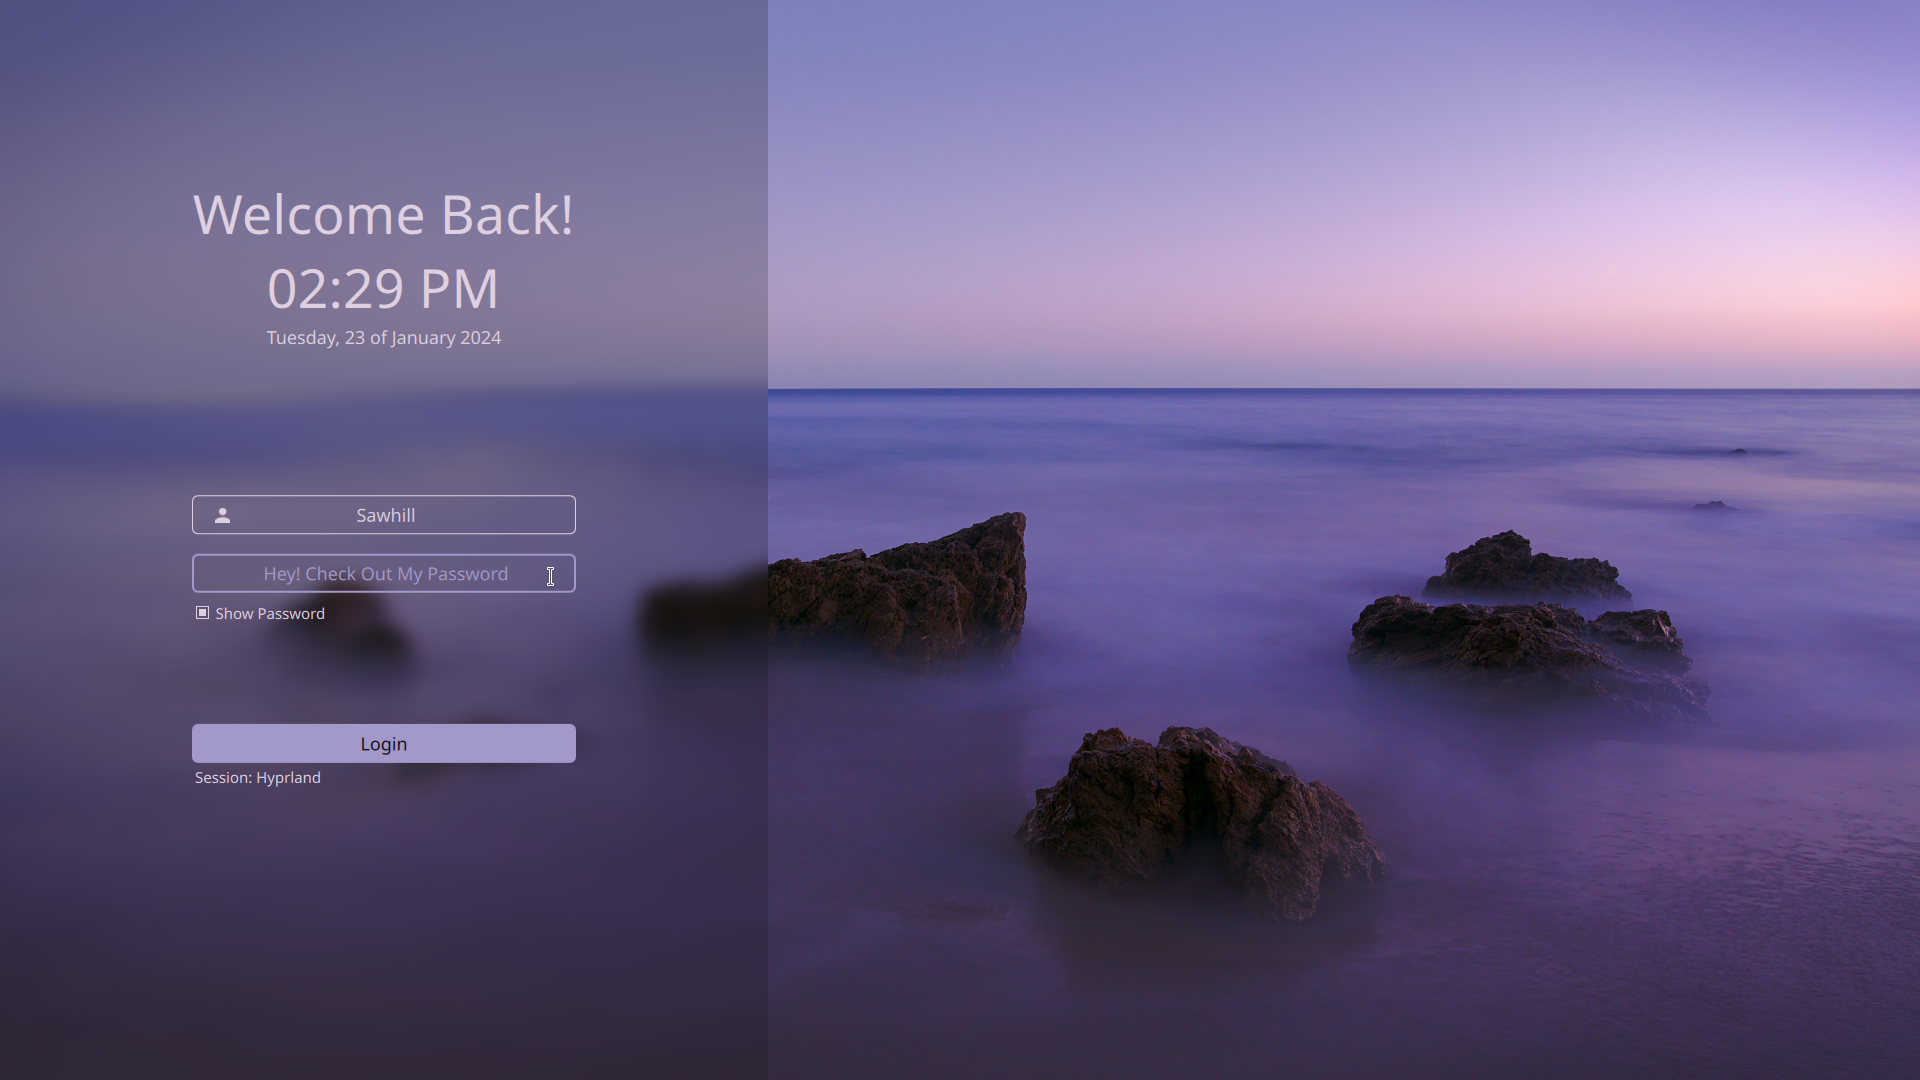 Welcome Back!
02:29 PM
Tuesday, 23 of January 2024
Sawhill
Hey! Check Out My Password
Show Password
Login
Session: Hyprland